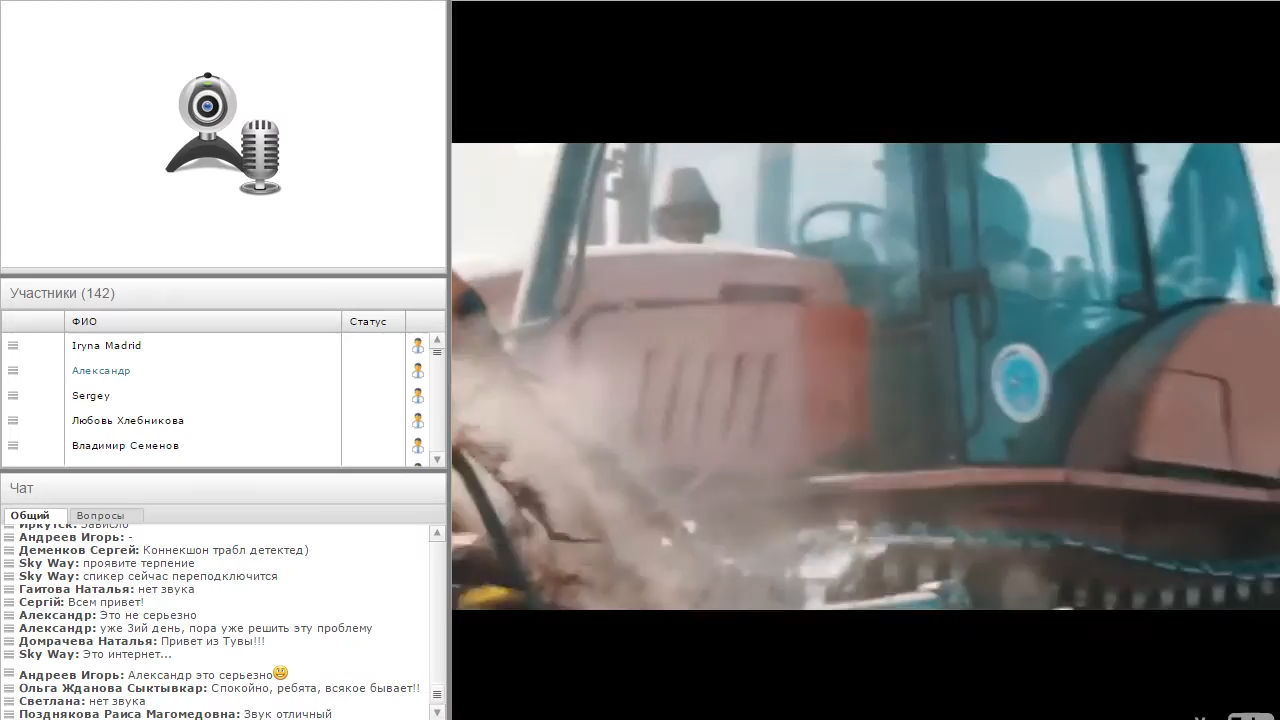 Участники (142)
ФИО
Статус
Iryna Madrid
Александр
Sergey
Любовь Хлебникова
Владимир Семенов
Чат
Общий
Вопросы
Иркутск: Зависло
Андреев Игорь: -
Деменков Сергей: Коннакшон трабл детектед)
Sky Way: проявите терпение
Sky Way: спикер сейчас переподключится
Гаитова Наталья: нет звука
Сергій: Всем привет!
Александр: Это не серьезно
Александр: уже 3ий день, пора уже решить эту проблему
Домрачева Наталья: Привет из Тувы!!!
Sky Way: Это интернет...
Андреев Игорь: Александр это серьезно
Ольга Жданова Сыктывкар: Спокойно, ребята, всякое бывает!!
Светлана: нет звука
Позднякова Раиса Магомедовна: Звук отличный